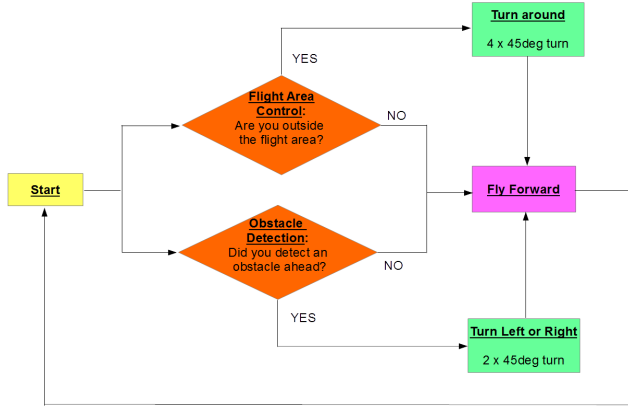 Turn around
4 x 45deg turn
YES
Flight Area
Control:
Are you outside
the flight area?
NO
Start
Fly Forward
Obstacle
Detection:
Did you detect an
obstacle ahead?
NO
YES
Turn Left or Right
2 x 45deg turn